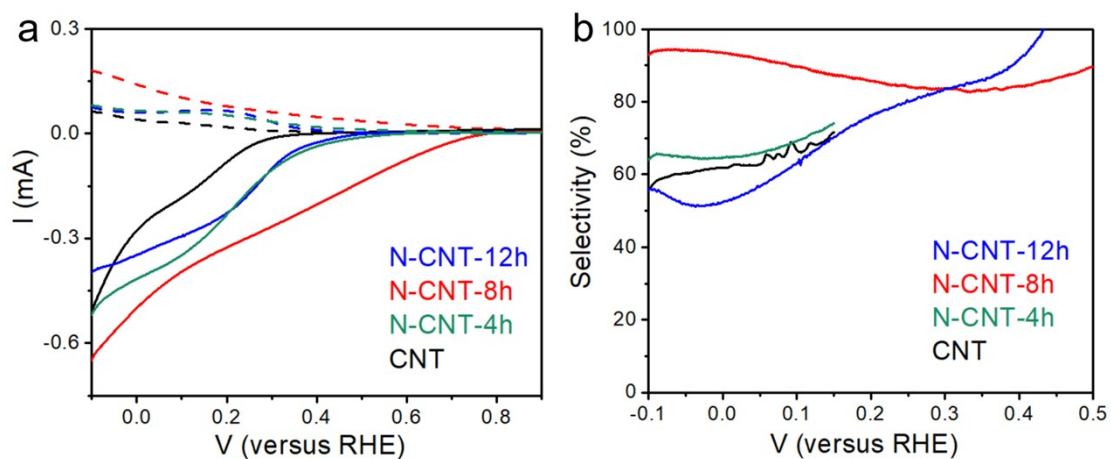 a
0.3
0.0
-0.3
-0.6
I (mA)
N-CNT-12h
N-CNT-8h
N-CNT-4h
CNT
0.0 0.2 0.4 0.6 0.8
V (versus RHE)
b
100
80
60
40
20
0
Selectivity (%)
N-CNT-12h
N-CNT-8h
N-CNT-4h
CNT
-0.1 0.0 0.1 0.2 0.3 0.4 0.5
V (versus RHE)